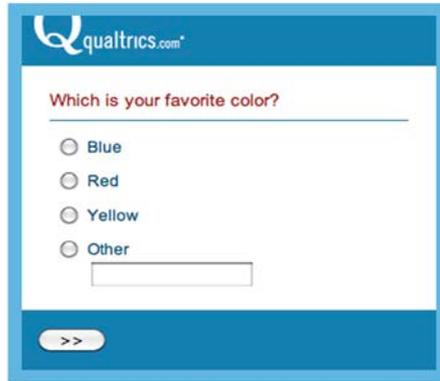 Qualtrics.com
Which is your favorite color?
Blue
Red
Yellow
Other
>>